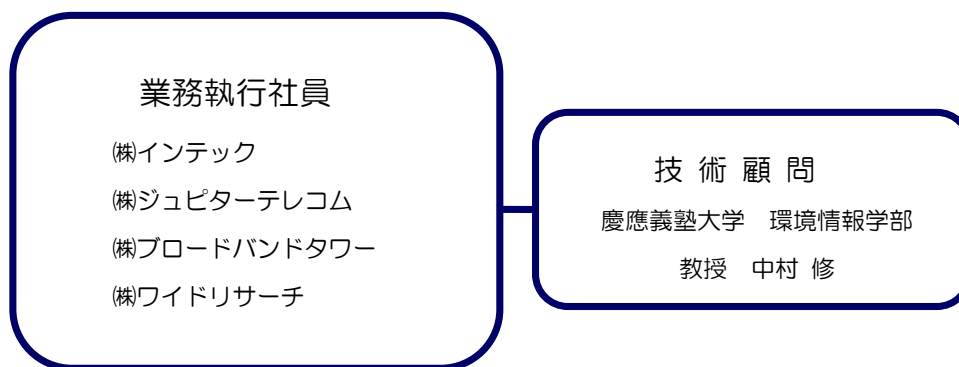 業務執行社員
㈱インテック
㈱ジュピターテレコム
㈱ブロードバンドタワー
㈱ワイドリサーチ
技 術 顧 問
慶應義塾大学　環境情報学部
教授　中村 修